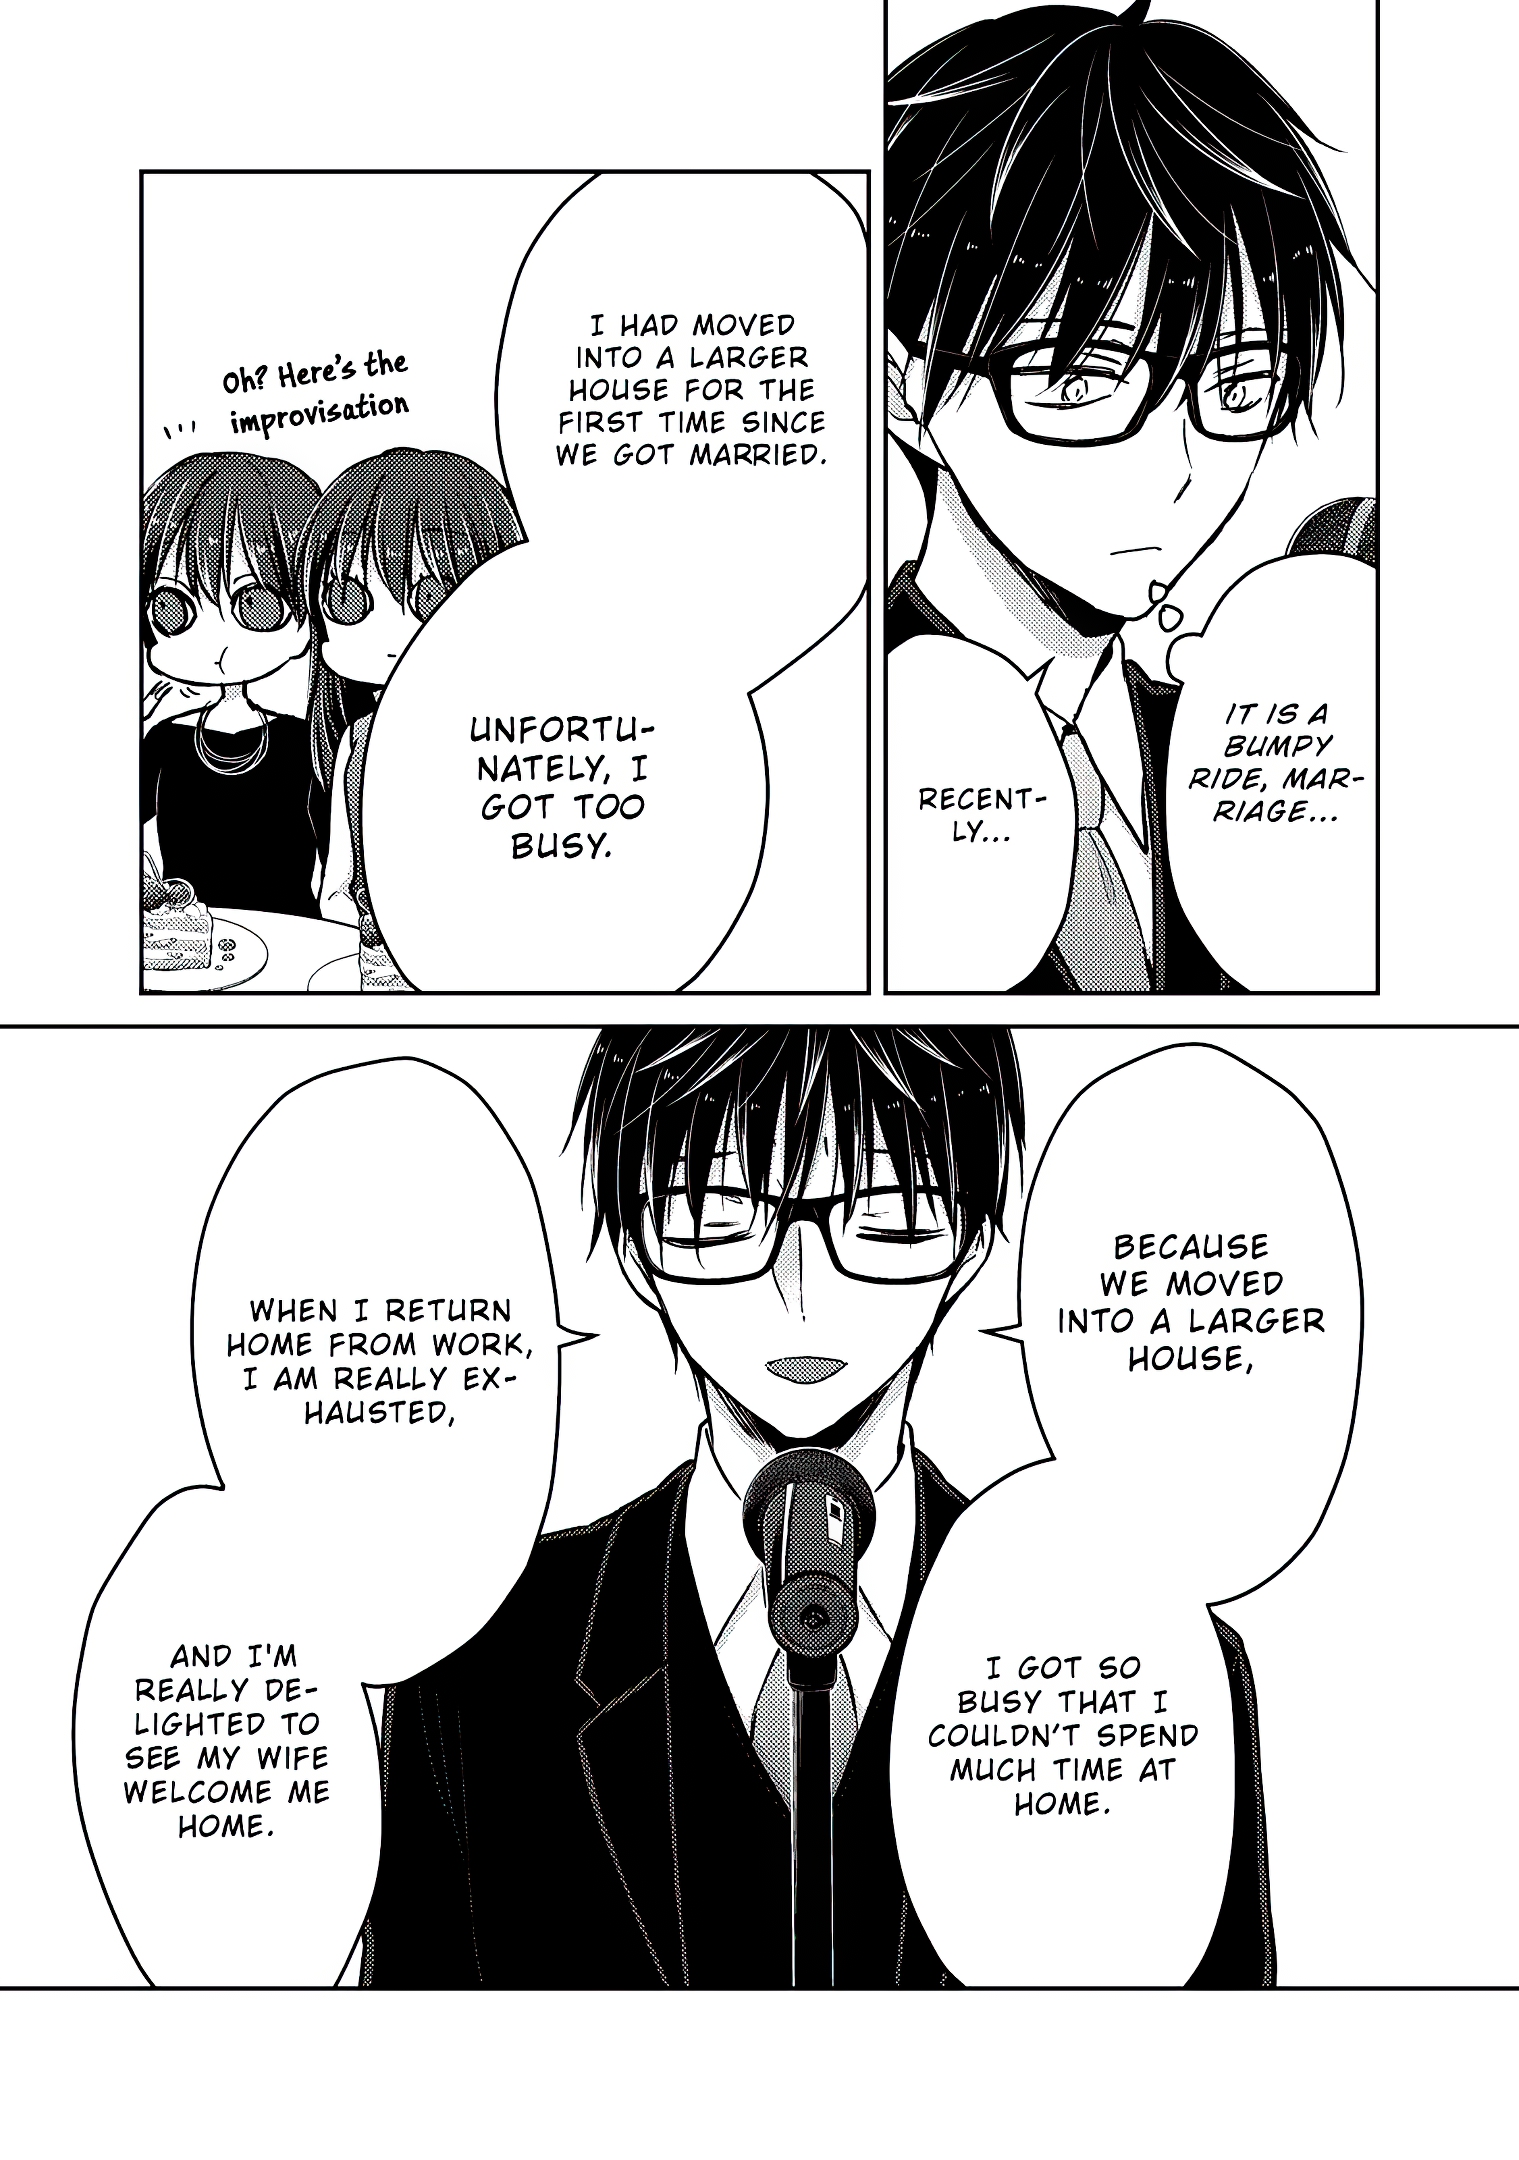 IT IS A
BUMPY
RIDE, MAR-
RIAGE...
RECENT-
LY...
I HAD MOVED
INTO A LARGER
HOUSE FOR THE
FIRST TIME SINCE
WE GOT MARRIED.
Oh? Here's the
improvisation
UNFORTU-
NATELY, I
GOT TOO
BUSY.
BECAUSE
WE MOVED
INTO A LARGER
HOUSE,
I GOT SO
BUSY THAT I
COULDN'T SPEND
MUCH TIME AT
HOME.
WHEN I RETURN
HOME FROM WORK,
I AM REALLY EX-
HAUSTED,
AND I'M
REALLY DE-
LIGHTED TO
SEE MY WIFE
WELCOME ME
HOME.